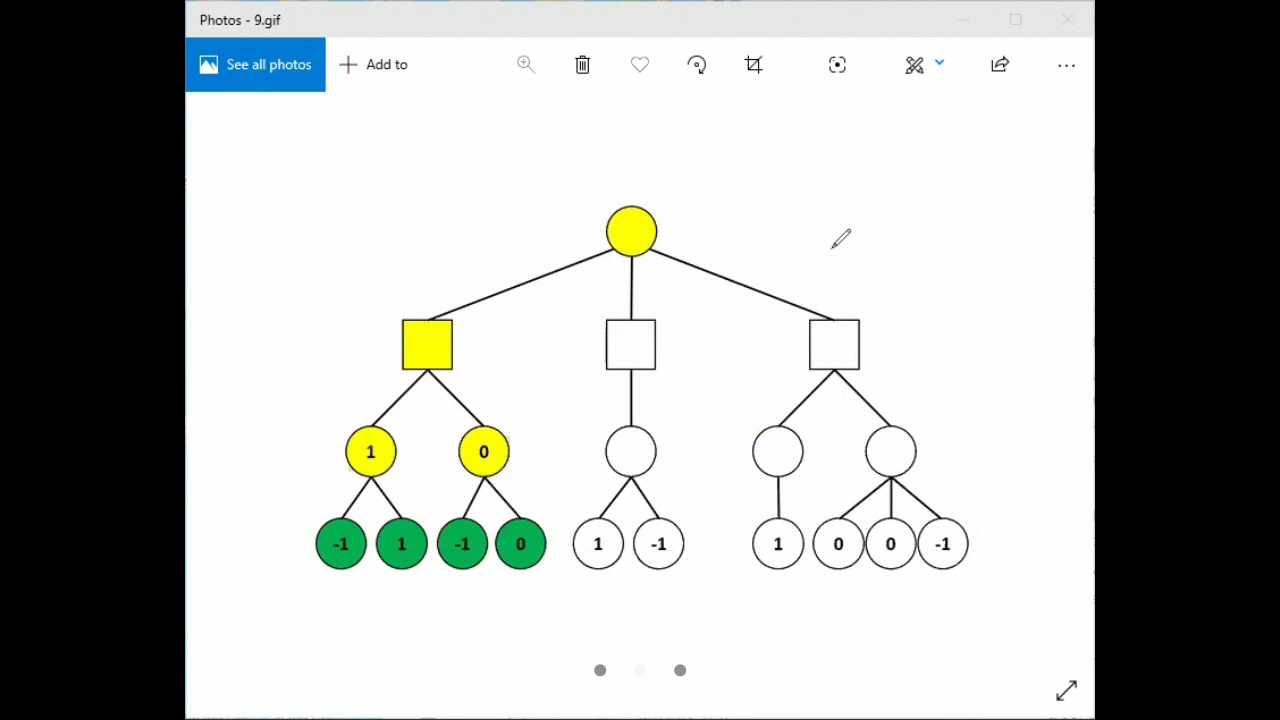 Photos - 9.gif
See all photos
Add to
1 0
-1 1 -1 0 1 -1 1 0 0 -1